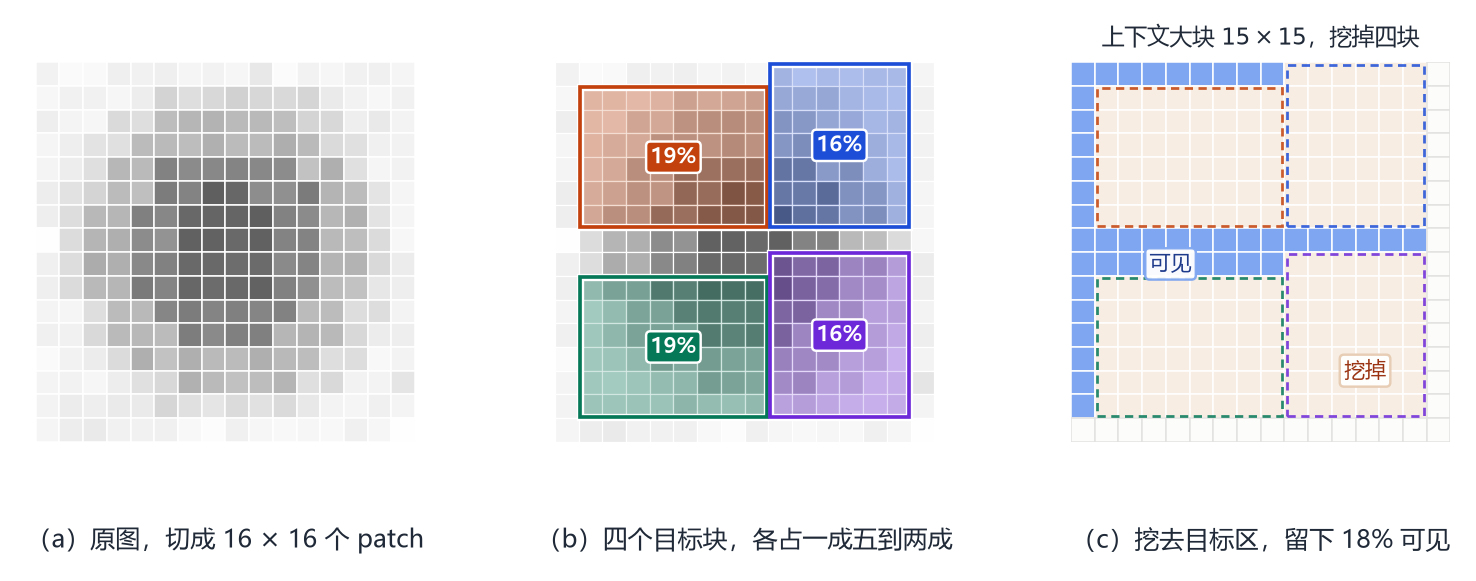 上下文大块 15 × 15，挖掉四块
19%
16%
19%
16%
可见
挖掉
（a）原图，切成 16 × 16 个 patch
（b）四个目标块，各占一成五到两成
（c）挖去目标区，留下 18% 可见